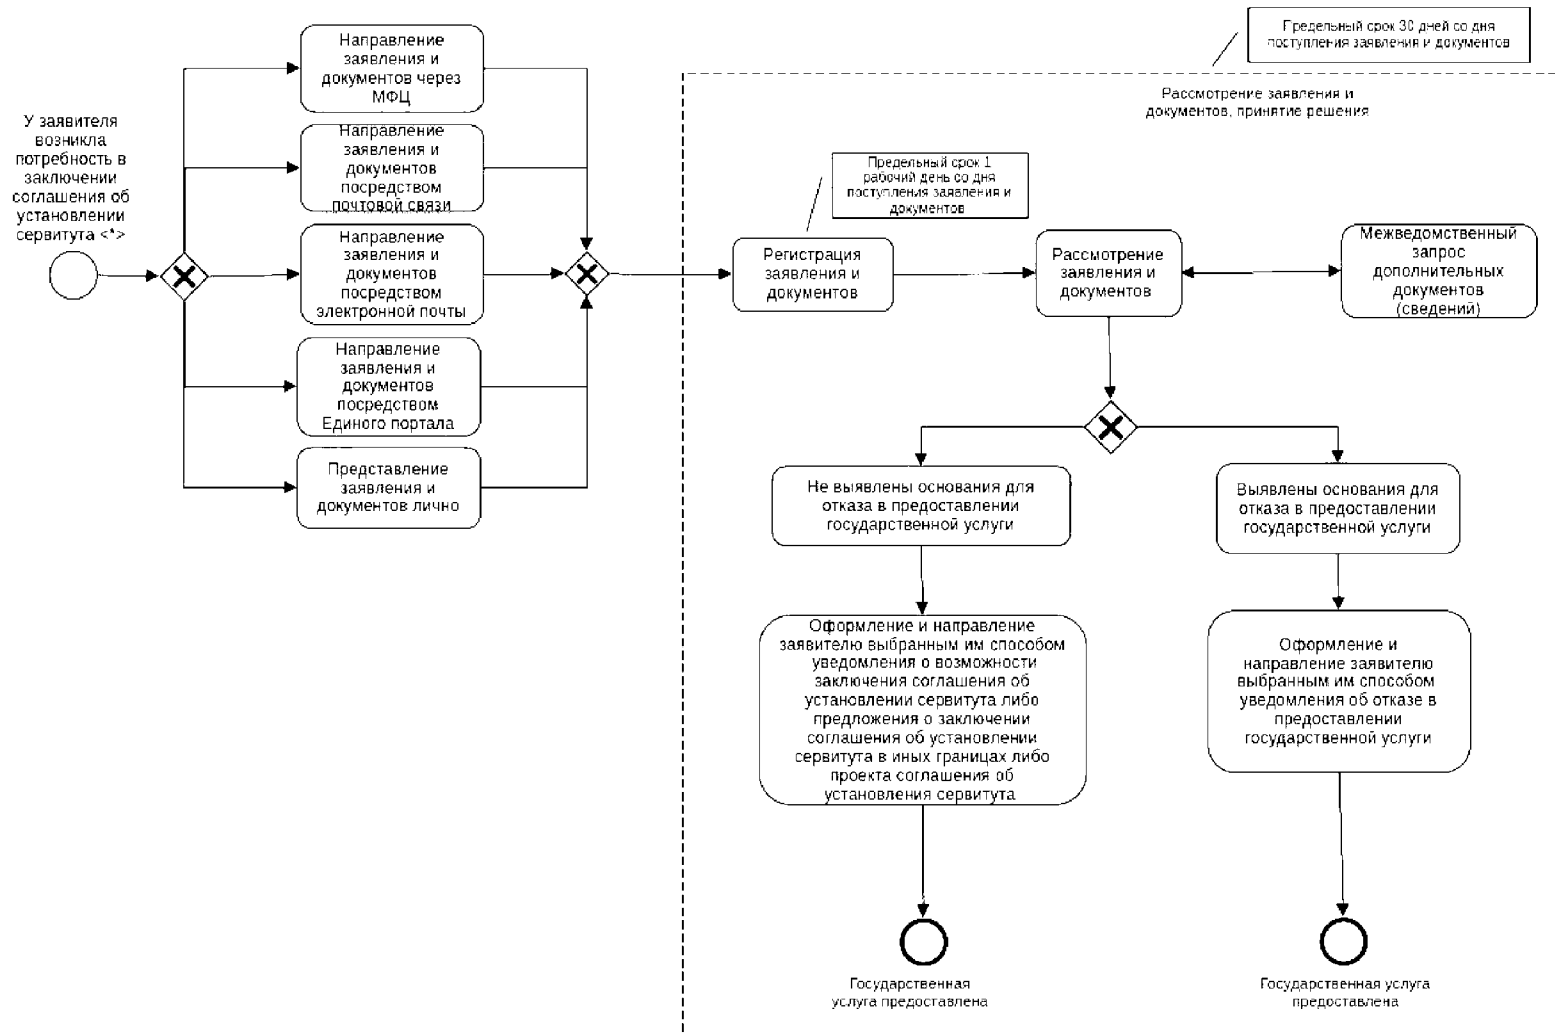 Предельный срок 30 дней со дня
поступления заявления и документов
Рассмотрение заявления и
документов, принятие решения
У заявителя
возникла
потребность в
заключении
соглашения об
установлении
сервитута <*>
Направление
заявления и
документов через
МФЦ
Направление
заявления и
документов
посредством
почтовой связи
Направление
заявления и
документов
посредством
электронной почты
Направление
заявления и
документов
посредством
Единого портала
Представление
заявления и
документов лично
Предельный срок 1
рабочий день со дня
поступления заявления и
документов
Регистрация
заявления и
документов
Рассмотрение
заявления и
документов
Межведомственный
запрос
дополнительных
документов
(сведений)
Не выявлены основания для
отказа в предоставлении
государственной услуги
Выявлены основания для
отказа в предоставлении
государственной услуги
Оформление и направление
заявителю выбранным им способом
уведомления о возможности
заключения соглашения об
установлении сервитута либо
предложения о заключении
соглашения об установлении
сервитута в иных границах либо
проекта соглашения об
установления сервитута
Оформление и
направление заявителю
выбранным им способом
уведомления об отказе в
предоставлении
государственной услуги
Государственная
услуга предоставлена
Государственная услуга
предоставлена